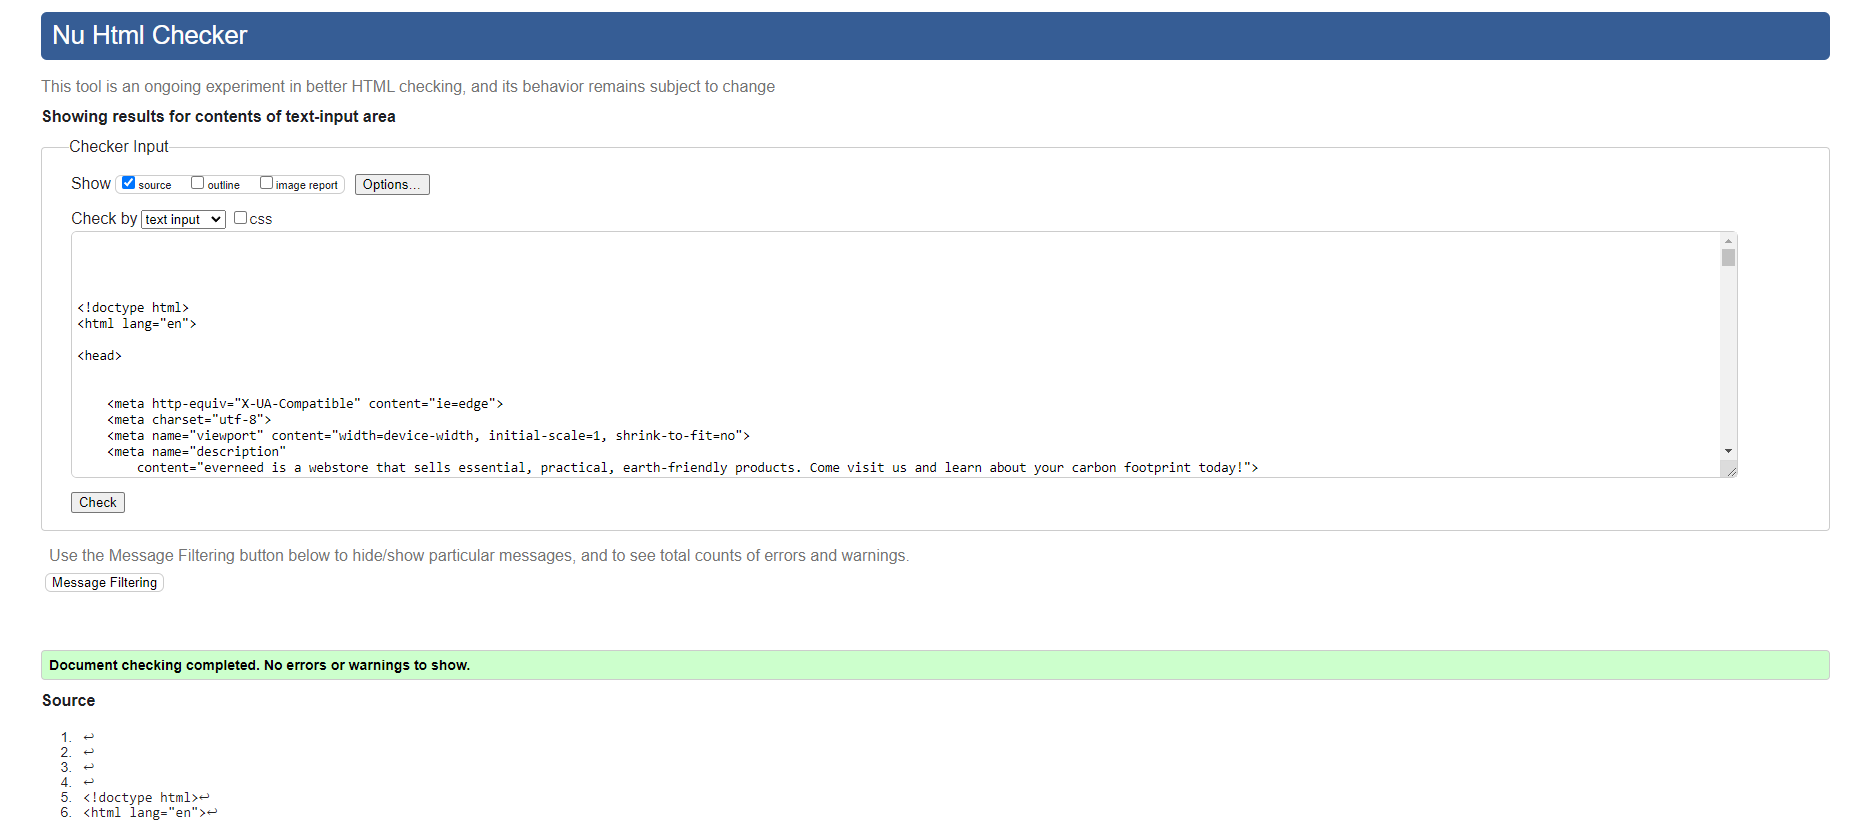 Nu Html Checker
This tool is an ongoing experiment in better HTML checking, and its behavior remains subject to change
Showing results for contents of text-input area
Checker Input
Show source outline image report Options...
Check by text input css
<!doctype html>
<html lang="en">
<head>
<meta http-equiv="X-UA-Compatible" content="ie=edge">
<meta charset="utf-8">
<meta name="viewport" content="width=device-width, initial-scale=1, shrink-to-fit=no">
<meta name="description"
content="everneed is a webstore that sells essential, practical, earth-friendly products. Come visit us and learn about your carbon footprint today!">
Check
Use the Message Filtering button below to hide/show particular messages, and to see total counts of errors and warnings.
Message Filtering
Document checking completed. No errors or warnings to show.
Source
1. ↩
2. ↩
3. ↩
4. ↩
5. <!doctype html>↩
6. <html lang="en">↩